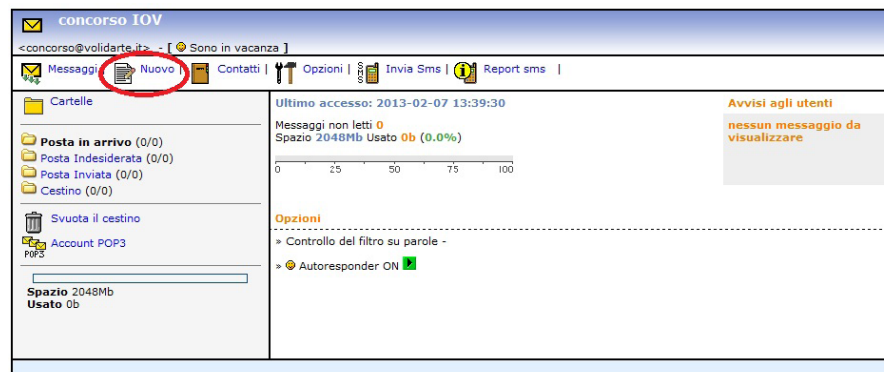 concorso IOV
<concorso@volidarte.it> - [ Sono in vacanza ]
Messaggi | Nuovo | Contatti | Opzioni | SMS Invia Sms | Report sms |
Cartelle
Posta in arrivo (0/0)
Posta Indesiderata (0/0)
Posta Inviata (0/0)
Cestino (0/0)
Svuota il cestino
POP3 Account POP3
Spazio 2048Mb
Usato 0b
Ultimo accesso: 2013-02-07 13:39:30
Messaggi non letti 0
Spazio 2048Mb Usato 0b (0.0%)
0 25 50 75 100
Opzioni
» Controllo del filtro su parole -
» Autoresponder ON
Avvisi agli utenti
nessun messaggio da
visualizzare